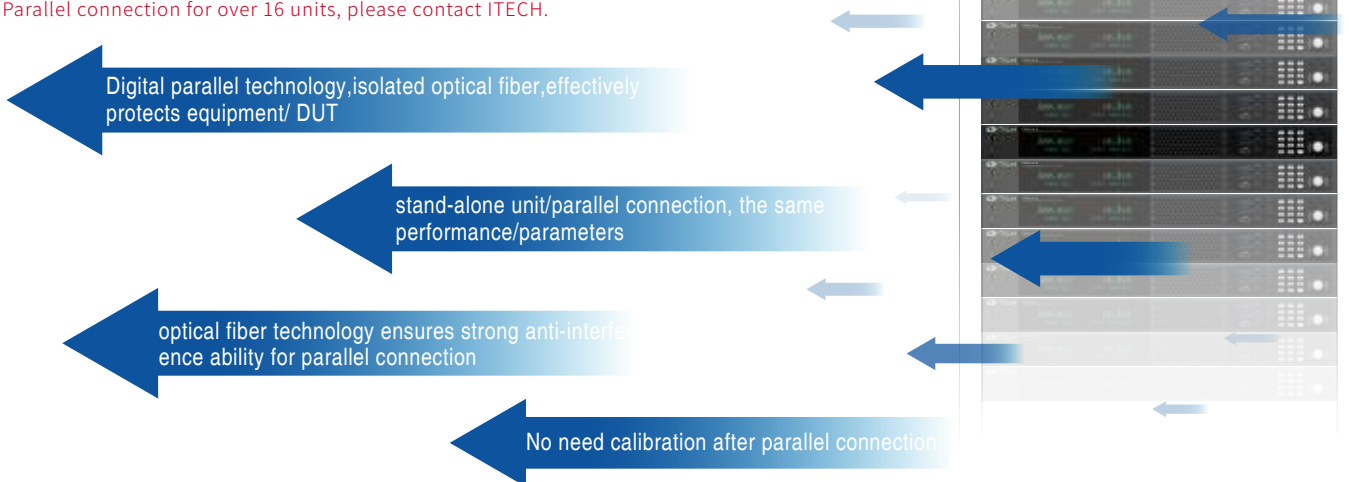 Parallel connection for over 16 units, please contact ITECH.
Digital parallel technology,isolated optical fiber,effectively
protects equipment/ DUT
stand-alone unit/parallel connection, the same
performance/parameters
optical fiber technology ensures strong anti-interfer
ence ability for parallel connection
No need calibration after parallel connection